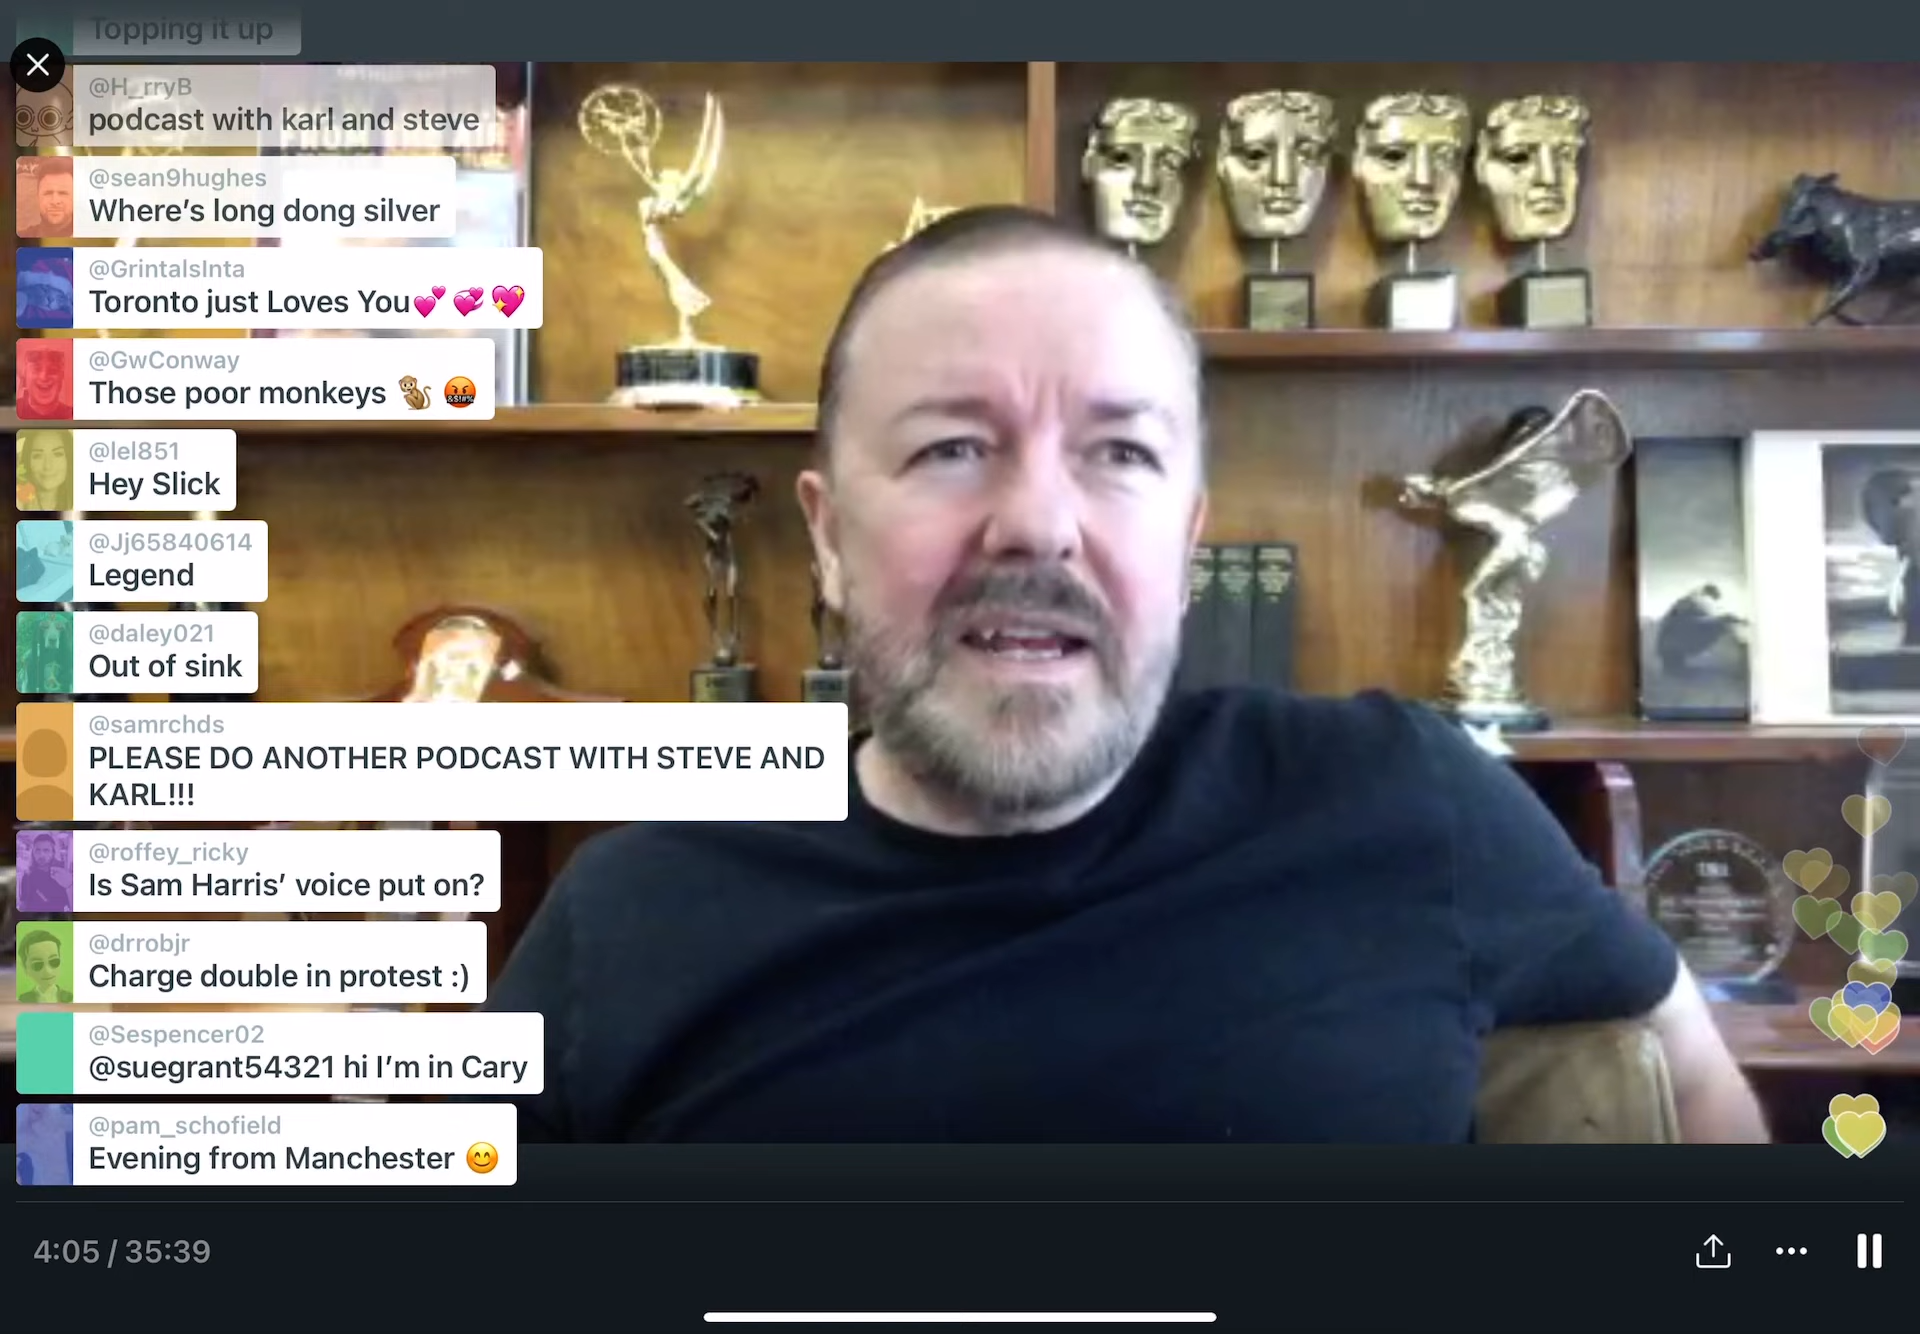 Topping it up
@H_rryB
podcast with karl and steve
@sean9hughes
Where's long dong silver
@GrintaIsInta
Toronto just Loves You💕 💞 💖
@GwConway
Those poor monkeys 🐒 🤬
@lel851
Hey Slick
@Jj65840614
Legend
@daley021
Out of sink
@samrchds
PLEASE DO ANOTHER PODCAST WITH STEVE AND
KARL!!!
@roffey_ricky
Is Sam Harris' voice put on?
@drrobjr
Charge double in protest :)
@Sespencer02
@suegrant54321 hi I'm in Cary
@pam_schofield
Evening from Manchester 😊
4:05 / 35:39